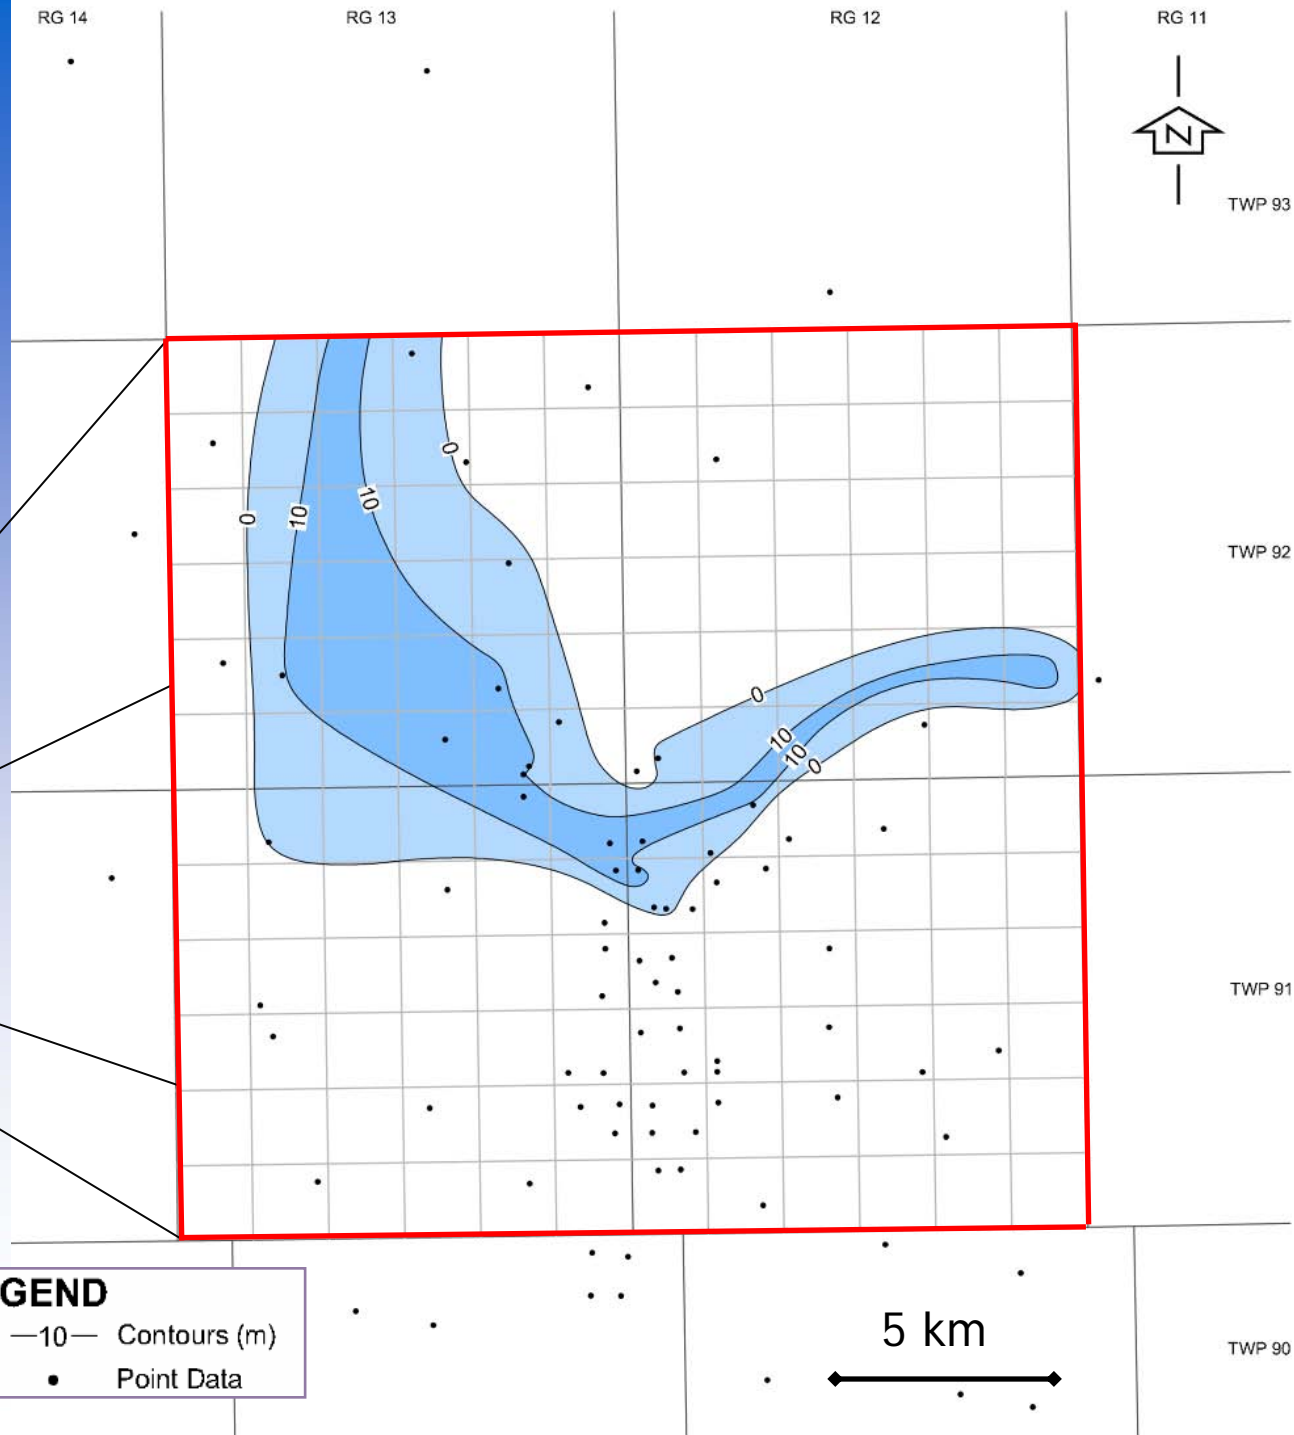 RG 14
RG 13
RG 12
RG 11
N
TWP 93
0
10
10
0
TWP 92
0
10
10
0
TWP 91
GEND
—10— Contours (m)
Point Data
5 km
TWP 90